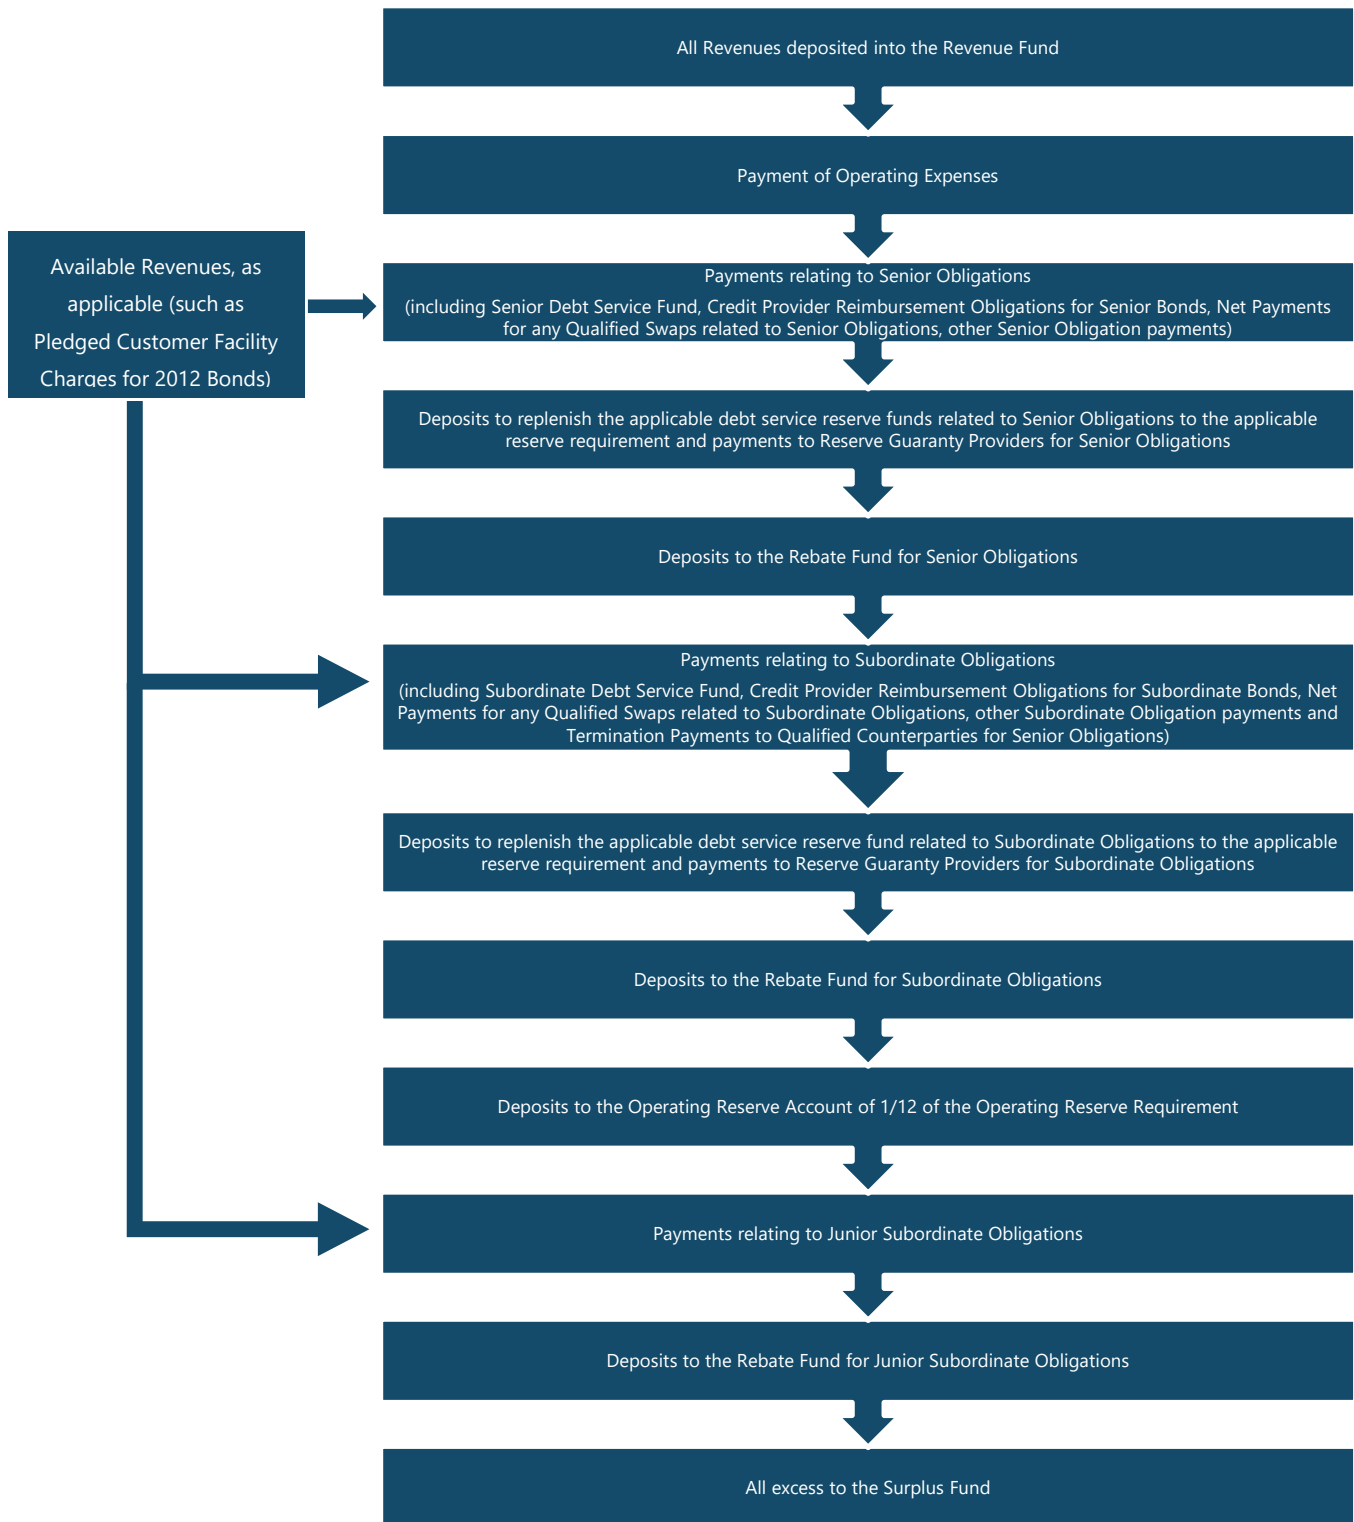 All Revenues deposited into the Revenue Fund
Payment of Operating Expenses
Available Revenues, as
applicable (such as
Pledged Customer Facility
Charges for 2012 Bonds)
Payments relating to Senior Obligations
(including Senior Debt Service Fund, Credit Provider Reimbursement Obligations for Senior Bonds, Net Payments
for any Qualified Swaps related to Senior Obligations, other Senior Obligation payments)
Deposits to replenish the applicable debt service reserve funds related to Senior Obligations to the applicable
reserve requirement and payments to Reserve Guaranty Providers for Senior Obligations
Deposits to the Rebate Fund for Senior Obligations
Payments relating to Subordinate Obligations
(including Subordinate Debt Service Fund, Credit Provider Reimbursement Obligations for Subordinate Bonds, Net
Payments for any Qualified Swaps related to Subordinate Obligations, other Subordinate Obligation payments and
Termination Payments to Qualified Counterparties for Senior Obligations)
Deposits to replenish the applicable debt service reserve fund related to Subordinate Obligations to the applicable
reserve requirement and payments to Reserve Guaranty Providers for Subordinate Obligations
Deposits to the Rebate Fund for Subordinate Obligations
Deposits to the Operating Reserve Account of 1/12 of the Operating Reserve Requirement
Payments relating to Junior Subordinate Obligations
Deposits to the Rebate Fund for Junior Subordinate Obligations
All excess to the Surplus Fund